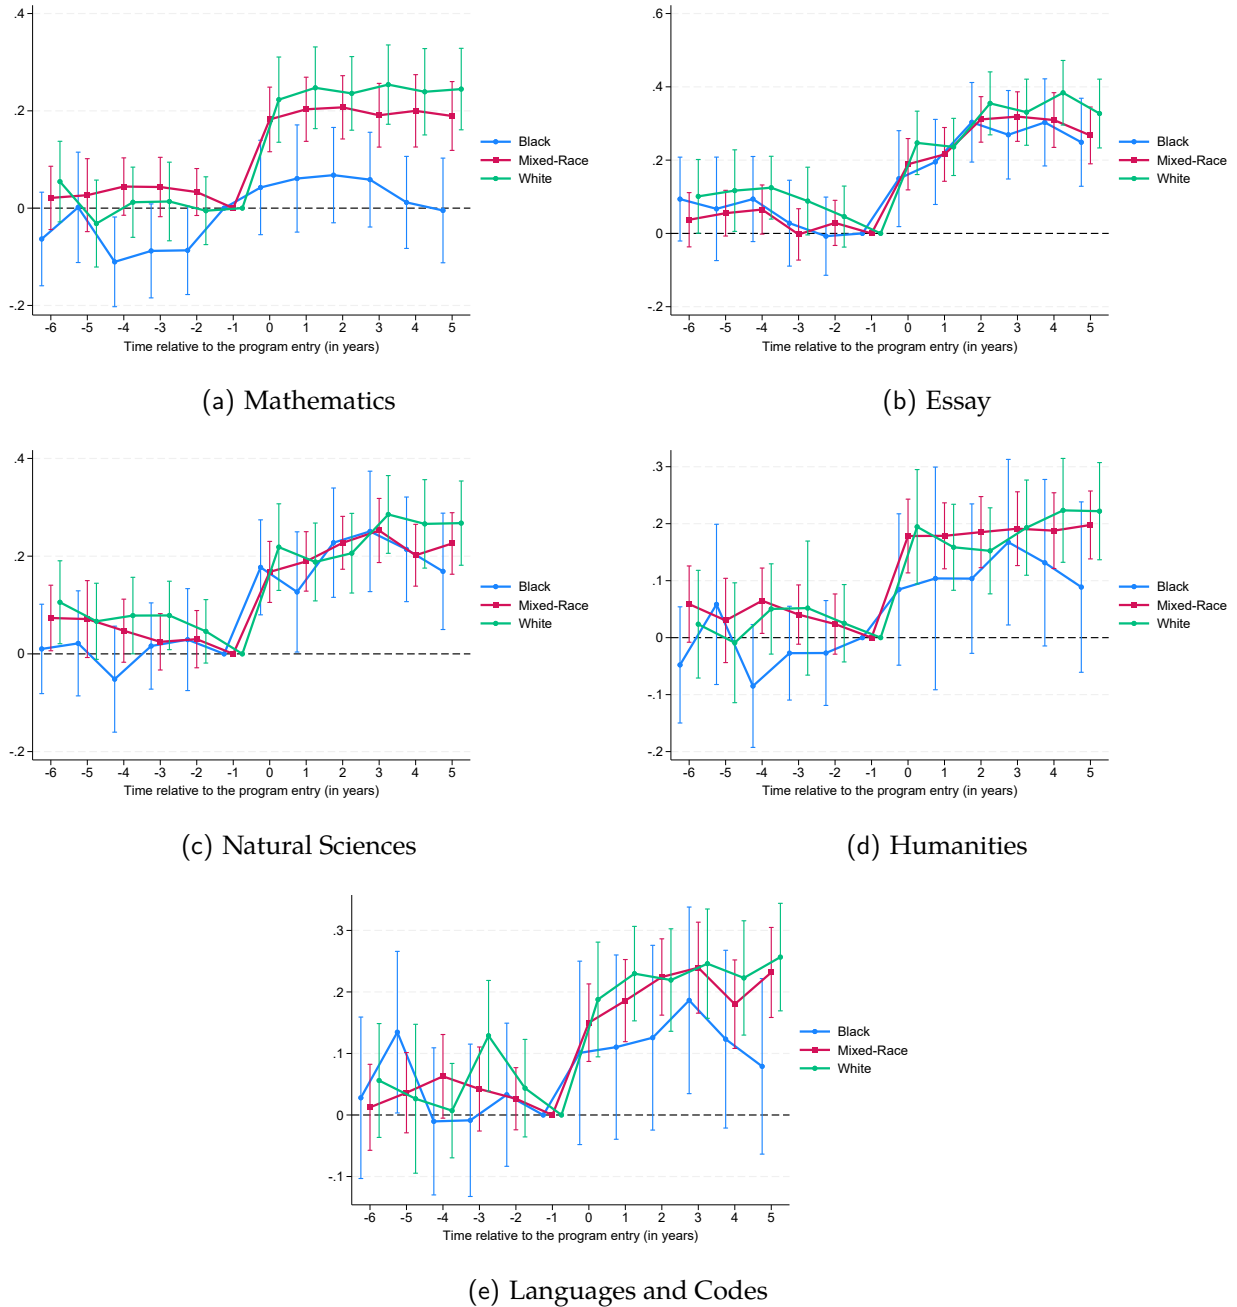 .4
.2
0
-.2
-6 -5 -4 -3 -2 -1 0 1 2 3 4 5
Time relative to the program entry (in years)
Black
Mixed-Race
White
(a) Mathematics
.6
.4
.2
0
-.2
-6 -5 -4 -3 -2 -1 0 1 2 3 4 5
Time relative to the program entry (in years)
Black
Mixed-Race
White
(b) Essay
.4
.2
0
-.2
-6 -5 -4 -3 -2 -1 0 1 2 3 4 5
Time relative to the program entry (in years)
Black
Mixed-Race
White
(c) Natural Sciences
.3
.2
.1
0
-.1
-.2
-6 -5 -4 -3 -2 -1 0 1 2 3 4 5
Time relative to the program entry (in years)
Black
Mixed-Race
White
(d) Humanities
.3
.2
.1
0
-.1
-6 -5 -4 -3 -2 -1 0 1 2 3 4 5
Time relative to the program entry (in years)
Black
Mixed-Race
White
(e) Languages and Codes